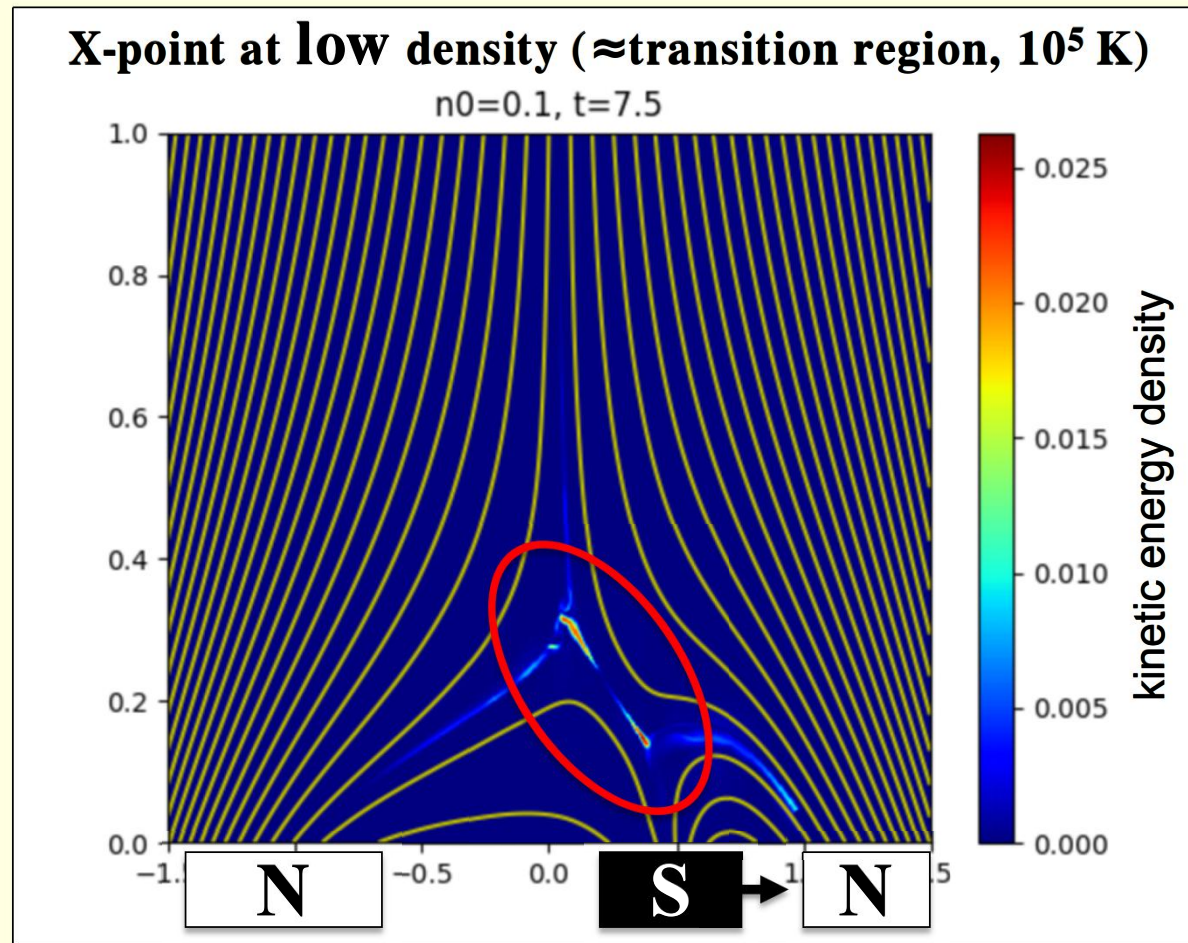 X-point at low density (≈transition region, 10⁵ K)
n0=0.1, t=7.5
1.0
0.8
0.6
0.4
0.2
0.0
−0.5
0.0
0.025
0.020
0.015
0.010
0.005
0.000
kinetic energy density
N
S
N